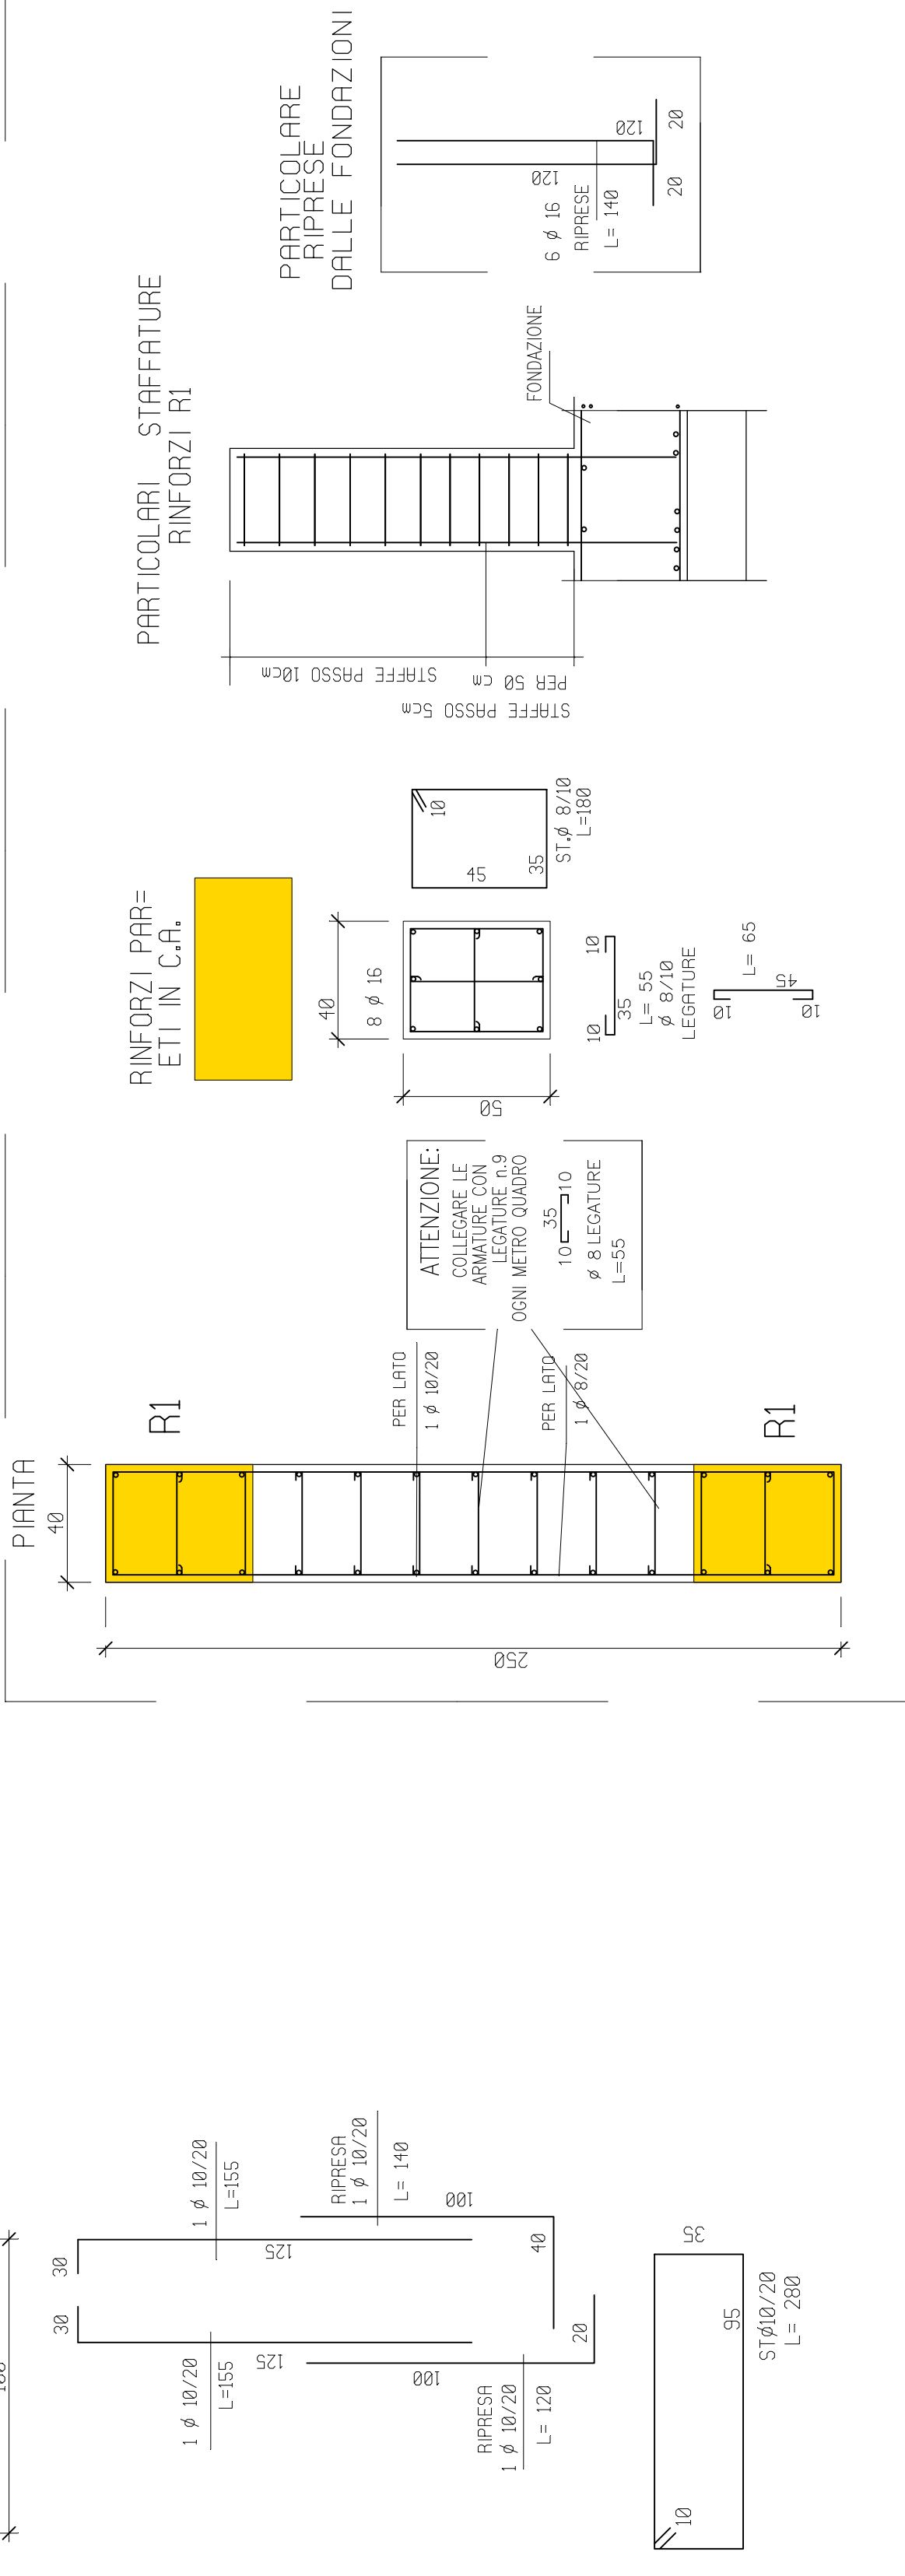 PARTICOLARE
RIPRESE
DALLE FONDAZIONI
120
120
20
20
6 ø 16
RIPRESE
L= 140
PARTICOLARI STAFFATURE
RINFORZI R1
FONDAZIONE
STAFFE PASSO 10cm
STAFFE PASSO 5cm
PER 50 cm
RINFORZI PAR=
ETI IN C.A.
40
8 ø 16
50
10
45
35
ST.ø 8/10
L=180
10
10
35
L= 55
ø 8/10
LEGATURE
10
10
45
L= 65
ATTENZIONE:
COLLEGARE LE
ARMATURE CON
LEGATURE n.9
OGNI METRO QUADRO
10
35
10
ø 8 LEGATURE
L=55
PIANTA
40
R1
PER LATO
1 ø 10/20
PER LATO
1 ø 8/20
R1
250
30
30
1 ø 10/20
L=155
125
1 ø 10/20
L=155
125
RIPRESA
1 ø 10/20
L= 140
100
40
100
20
RIPRESA
1 ø 10/20
L= 120
35
95
10
STø10/20
L= 280